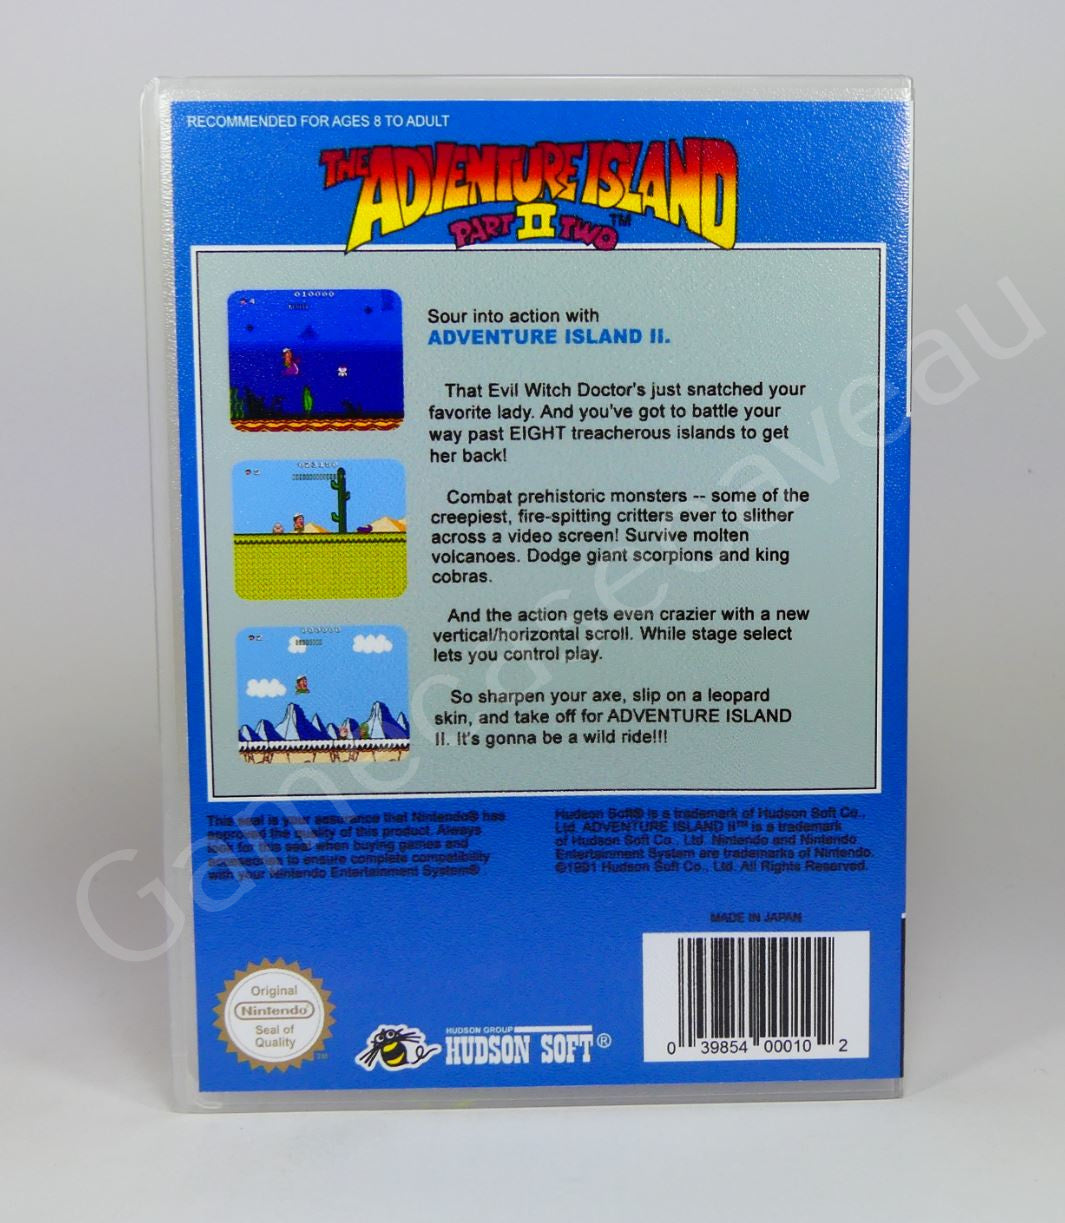 RECOMMENDED FOR AGES 8 TO ADULT
THE ADVENTURE ISLAND
PART II TWO™
Sour into action with
ADVENTURE ISLAND II.
That Evil Witch Doctor's just snatched your
favorite lady. And you've got to battle your
way past EIGHT treacherous islands to get
her back!
Combat prehistoric monsters -- some of the
creepiest, fire-spitting critters ever to slither
across a video screen! Survive molten
volcanoes. Dodge giant scorpions and king
cobras.
And the action gets even crazier with a new
vertical/horizontal scroll. While stage select
lets you control play.
So sharpen your axe, slip on a leopard
skin, and take off for ADVENTURE ISLAND
II. It's gonna be a wild ride!!!
This seal is your assurance that Nintendo® has
approved the quality of this product. Always
look for this seal when buying games and
accessories to ensure complete compatibility
with your Nintendo Entertainment System®
Hudson Soft® is a trademark of Hudson Soft Co.,
Ltd. ADVENTURE ISLAND II™ is a trademark
of Hudson Soft Co., Ltd. Nintendo and Nintendo
Entertainment System are trademarks of Nintendo.
©1991 Hudson Soft Co., Ltd. All Rights Reserved.
MADE IN JAPAN
Original
Nintendo®
Seal of
Quality
TM
HUDSON GROUP
HUDSON SOFT®
0 39854 00010 2
Gamecaseaveau